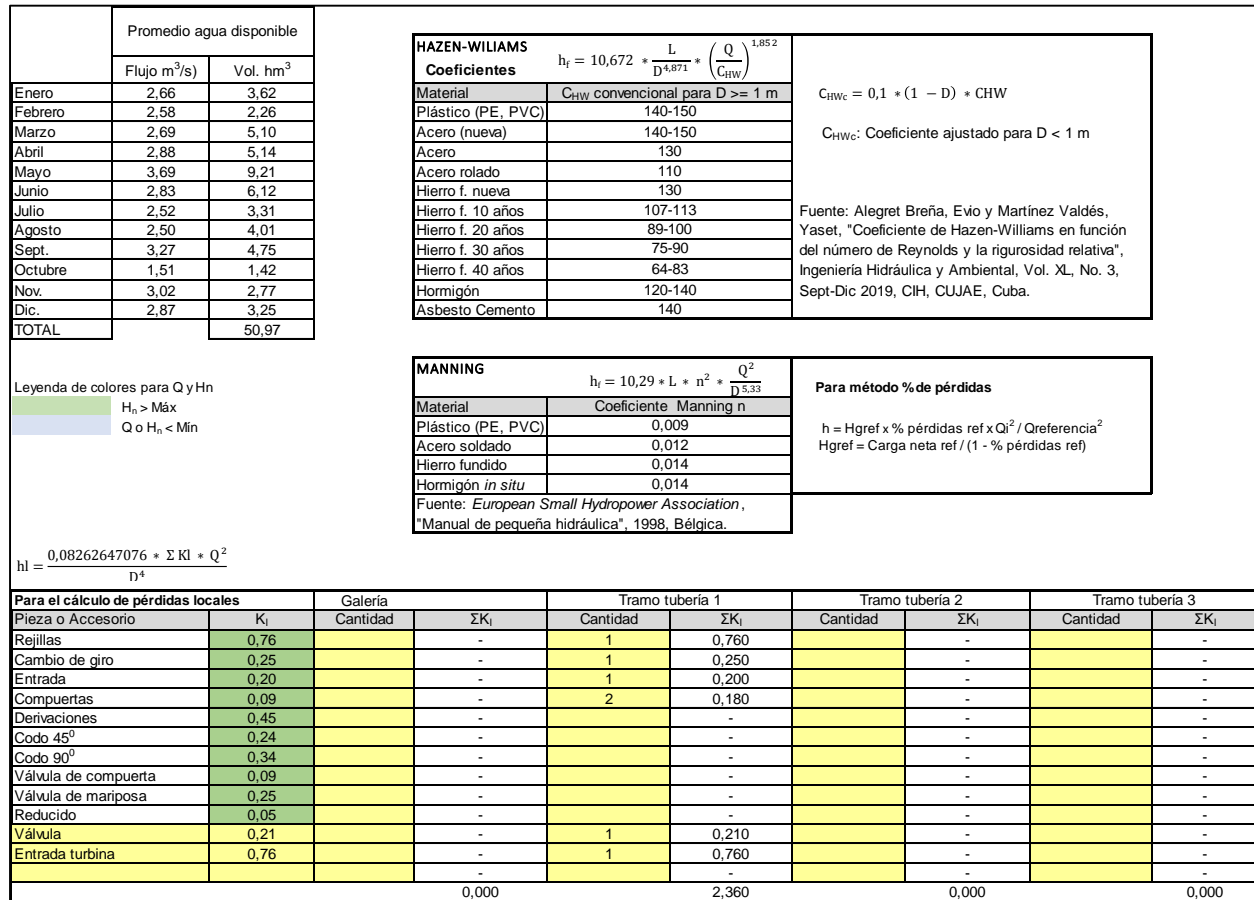 Promedio agua disponible
Flujo m³/s) Vol. hm³
Enero 2,66 3,62
Febrero 2,58 2,26
Marzo 2,69 5,10
Abril 2,88 5,14
Mayo 3,69 9,21
Junio 2,83 6,12
Julio 2,52 3,31
Agosto 2,50 4,01
Sept. 3,27 4,75
Octubre 1,51 1,42
Nov. 3,02 2,77
Dic. 2,87 3,25
TOTAL 50,97
Leyenda de colores para Q y Hn
Hₙ > Máx
Q o Hₙ < Mín
HAZEN-WILIAMS
Coeficientes
h_f = 10,672 * L/D^4,871 * (Q/C_HW)^1,852
Material C_HW convencional para D >= 1 m
Plástico (PE, PVC) 140-150
Acero (nueva) 140-150
Acero 130
Acero rolado 110
Hierro f. nueva 130
Hierro f. 10 años 107-113
Hierro f. 20 años 89-100
Hierro f. 30 años 75-90
Hierro f. 40 años 64-83
Hormigón 120-140
Asbesto Cemento 140
C_HWc = 0,1 * (1 − D) * CHW
C_HWc: Coeficiente ajustado para D < 1 m
Fuente: Alegret Breña, Evio y Martínez Valdés,
Yaset, "Coeficiente de Hazen-Williams en función
del número de Reynolds y la rigurosidad relativa",
Ingeniería Hidráulica y Ambiental, Vol. XL, No. 3,
Sept-Dic 2019, CIH, CUJAE, Cuba.
MANNING
h_f = 10,29 * L * n² * Q²/D^5,33
Material Coeficiente Manning n
Plástico (PE, PVC) 0,009
Acero soldado 0,012
Hierro fundido 0,014
Hormigón in situ 0,014
Fuente: European Small Hydropower Association,
"Manual de pequeña hidráulica", 1998, Bélgica.
Para método % de pérdidas
h = Hgref x % pérdidas ref x Qi² / Qreferencia²
Hgref = Carga neta ref / (1 - % pérdidas ref)
hl = 0,08262647076 * Σ Kl * Q² / D⁴
Para el cálculo de pérdidas locales Galería Tramo tubería 1 Tramo tubería 2 Tramo tubería 3
Pieza o Accesorio K_l Cantidad ΣK_l Cantidad ΣK_l Cantidad ΣK_l Cantidad ΣK_l
Rejillas 0,76 - 1 0,760 - -
Cambio de giro 0,25 - 1 0,250 - -
Entrada 0,20 - 1 0,200 - -
Compuertas 0,09 - 2 0,180 - -
Derivaciones 0,45 - - - -
Codo 45⁰ 0,24 - - - -
Codo 90⁰ 0,34 - - - -
Válvula de compuerta 0,09 - - - -
Válvula de mariposa 0,25 - - - -
Reducido 0,05 - - - -
Válvula 0,21 - 1 0,210 - -
Entrada turbina 0,76 - 1 0,760 - -
- - - -
0,000 2,360 0,000 0,000